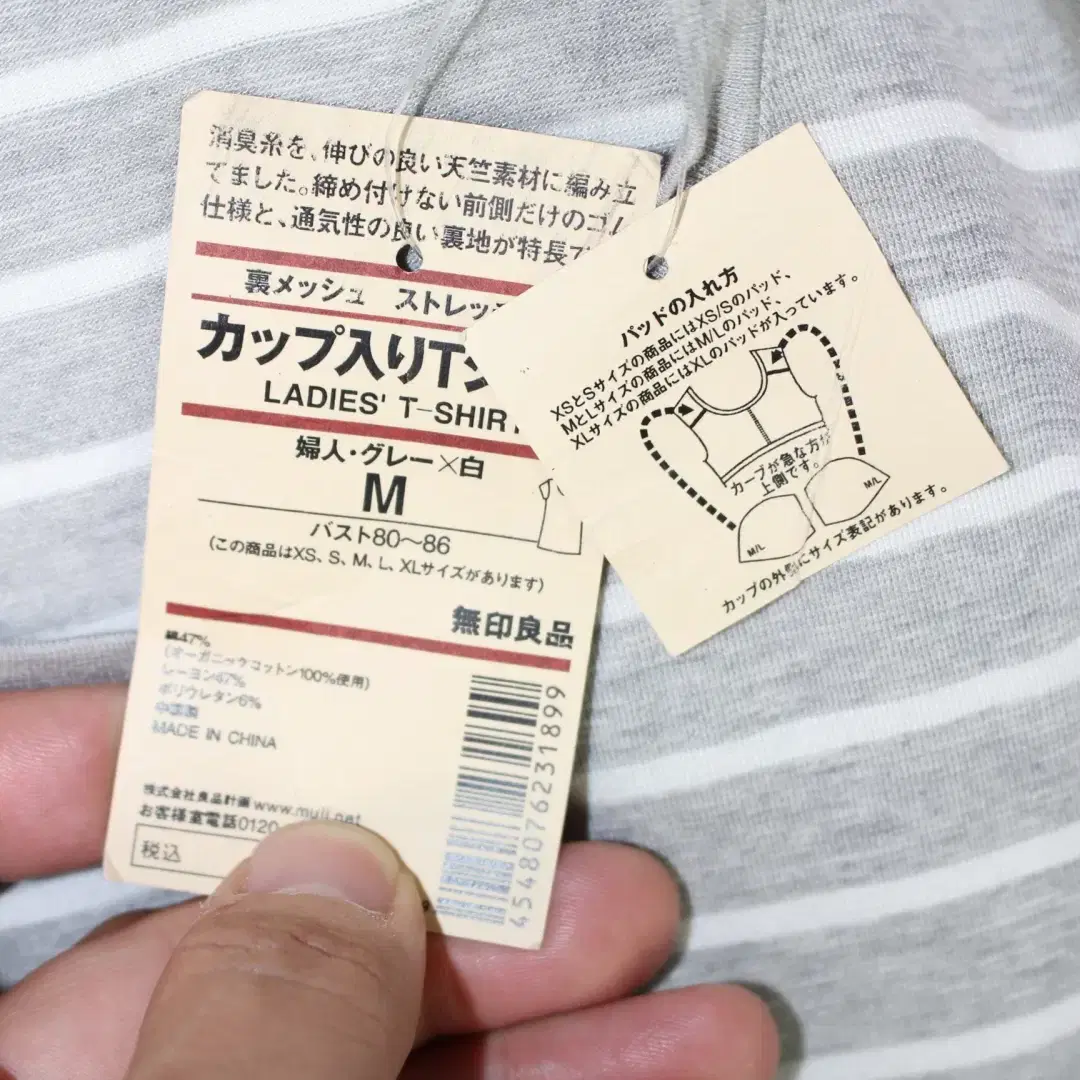 消臭糸を、伸びの良い天竺素材に編み立
てました。締め付けない前側だけのゴム
仕様と、通気性の良い裏地が特長で
裏メッシュ ストレッチ
カップ入りT
LADIES' T-SHIRT
婦人・グレー×白
M
バスト80〜86
(この商品はXS、S、M、L、XLサイズがあります)
無印良品
綿47%
(オーガニックコットン100%使用)
レーヨン47%
ポリウレタン6%
中国製
MADE IN CHINA
株式会社良品計画 www.muji.net
お客様室電話0120
税込
4548076231899
パッドの入れ方
XSとSサイズの商品にはXS/Sのパッド、
MとLサイズの商品にはM/Lのパッド、
XLサイズの商品にはXLのパッドが入っています。
カーブが急な方が
上側です。
M/L
M/L
カップの外側にサイズ表記があります。